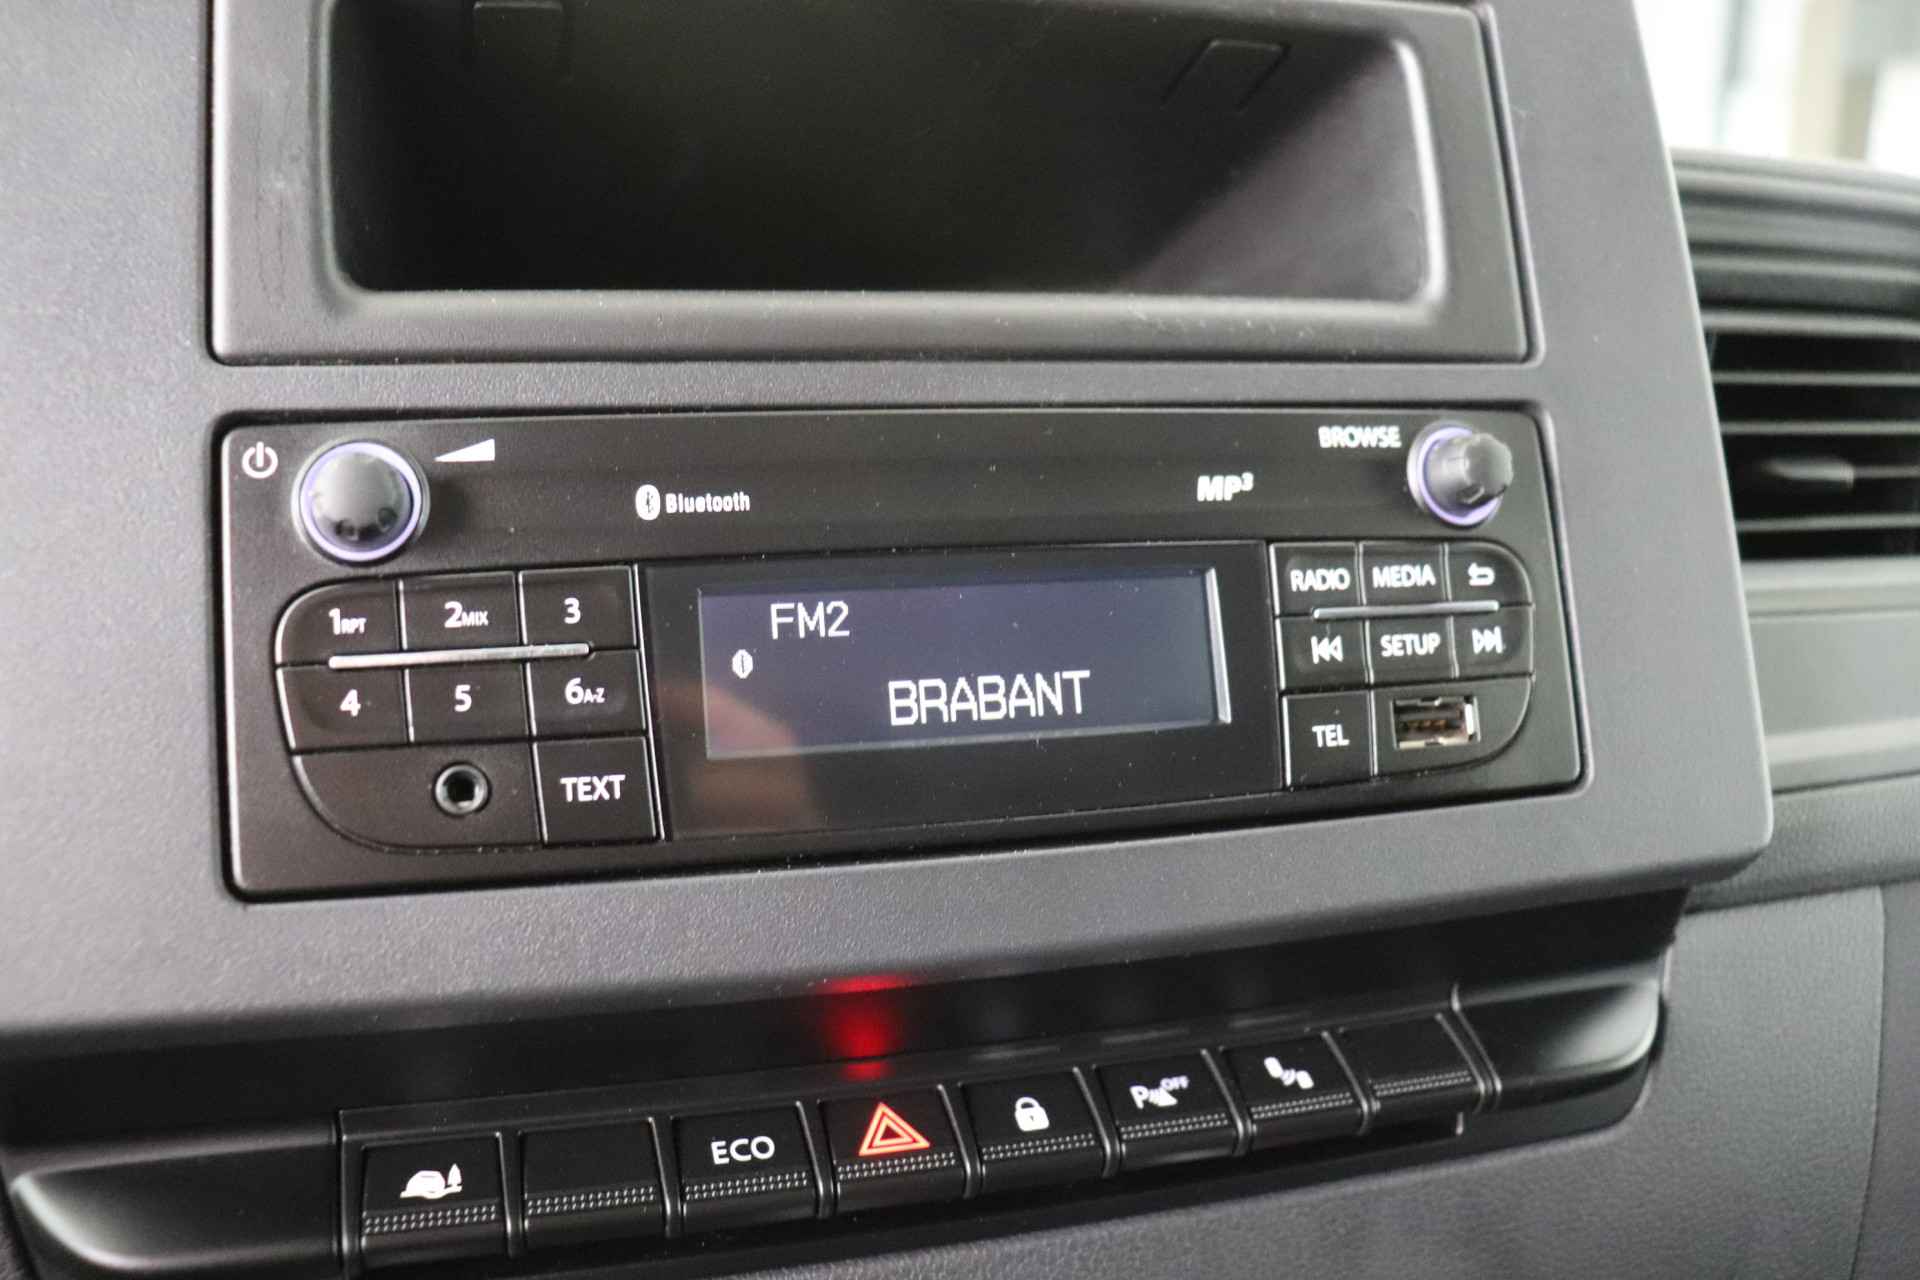 BROWSE
Bluetooth
MP3
1RPT
2MIX
3
FM2
RADIO
MEDIA
4
5
6A-Z
BRABANT
SETUP
TEXT
TEL
ECO
P OFF